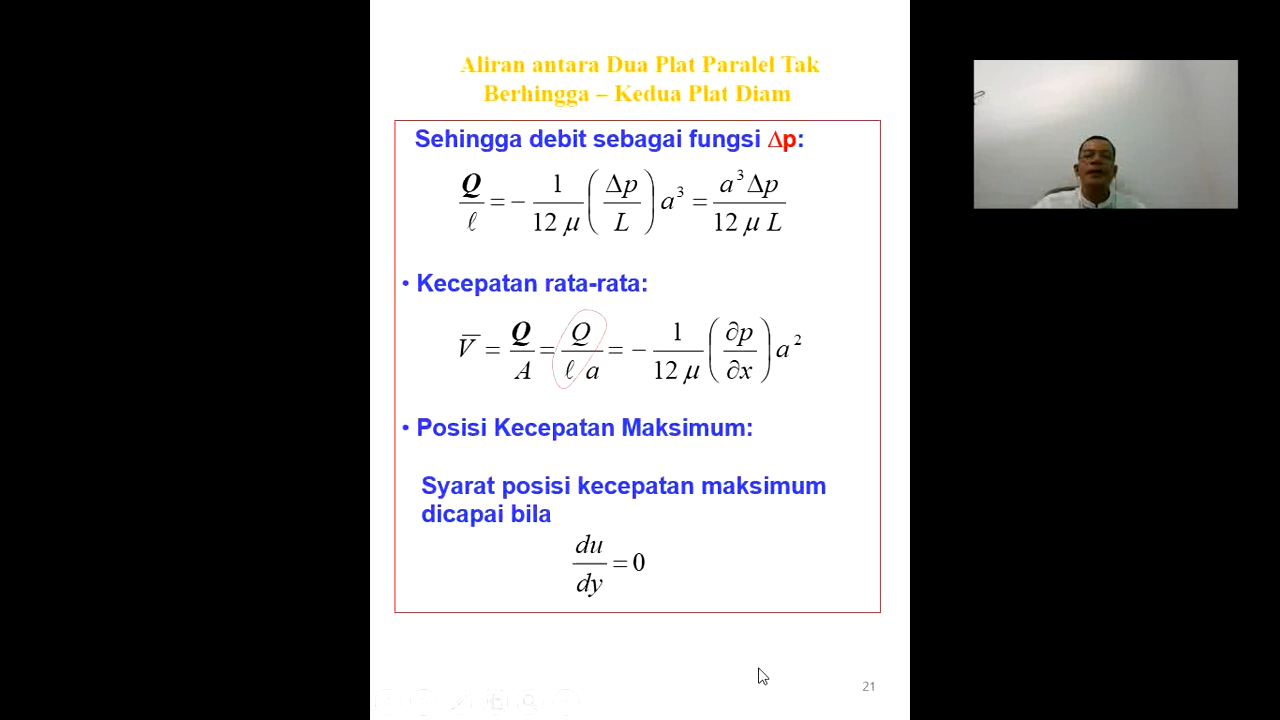 Aliran antara Dua Plat Paralel Tak
Berhingga – Kedua Plat Diam
Sehingga debit sebagai fungsi Δp:
Q/ℓ = − 1/(12 μ) (Δp/L) a³ = a³Δp/(12 μ L)
• Kecepatan rata-rata:
V̅ = Q/A = Q/(ℓ a) = − 1/(12 μ) (∂p/∂x) a²
• Posisi Kecepatan Maksimum:
Syarat posisi kecepatan maksimum
dicapai bila
du/dy = 0
21